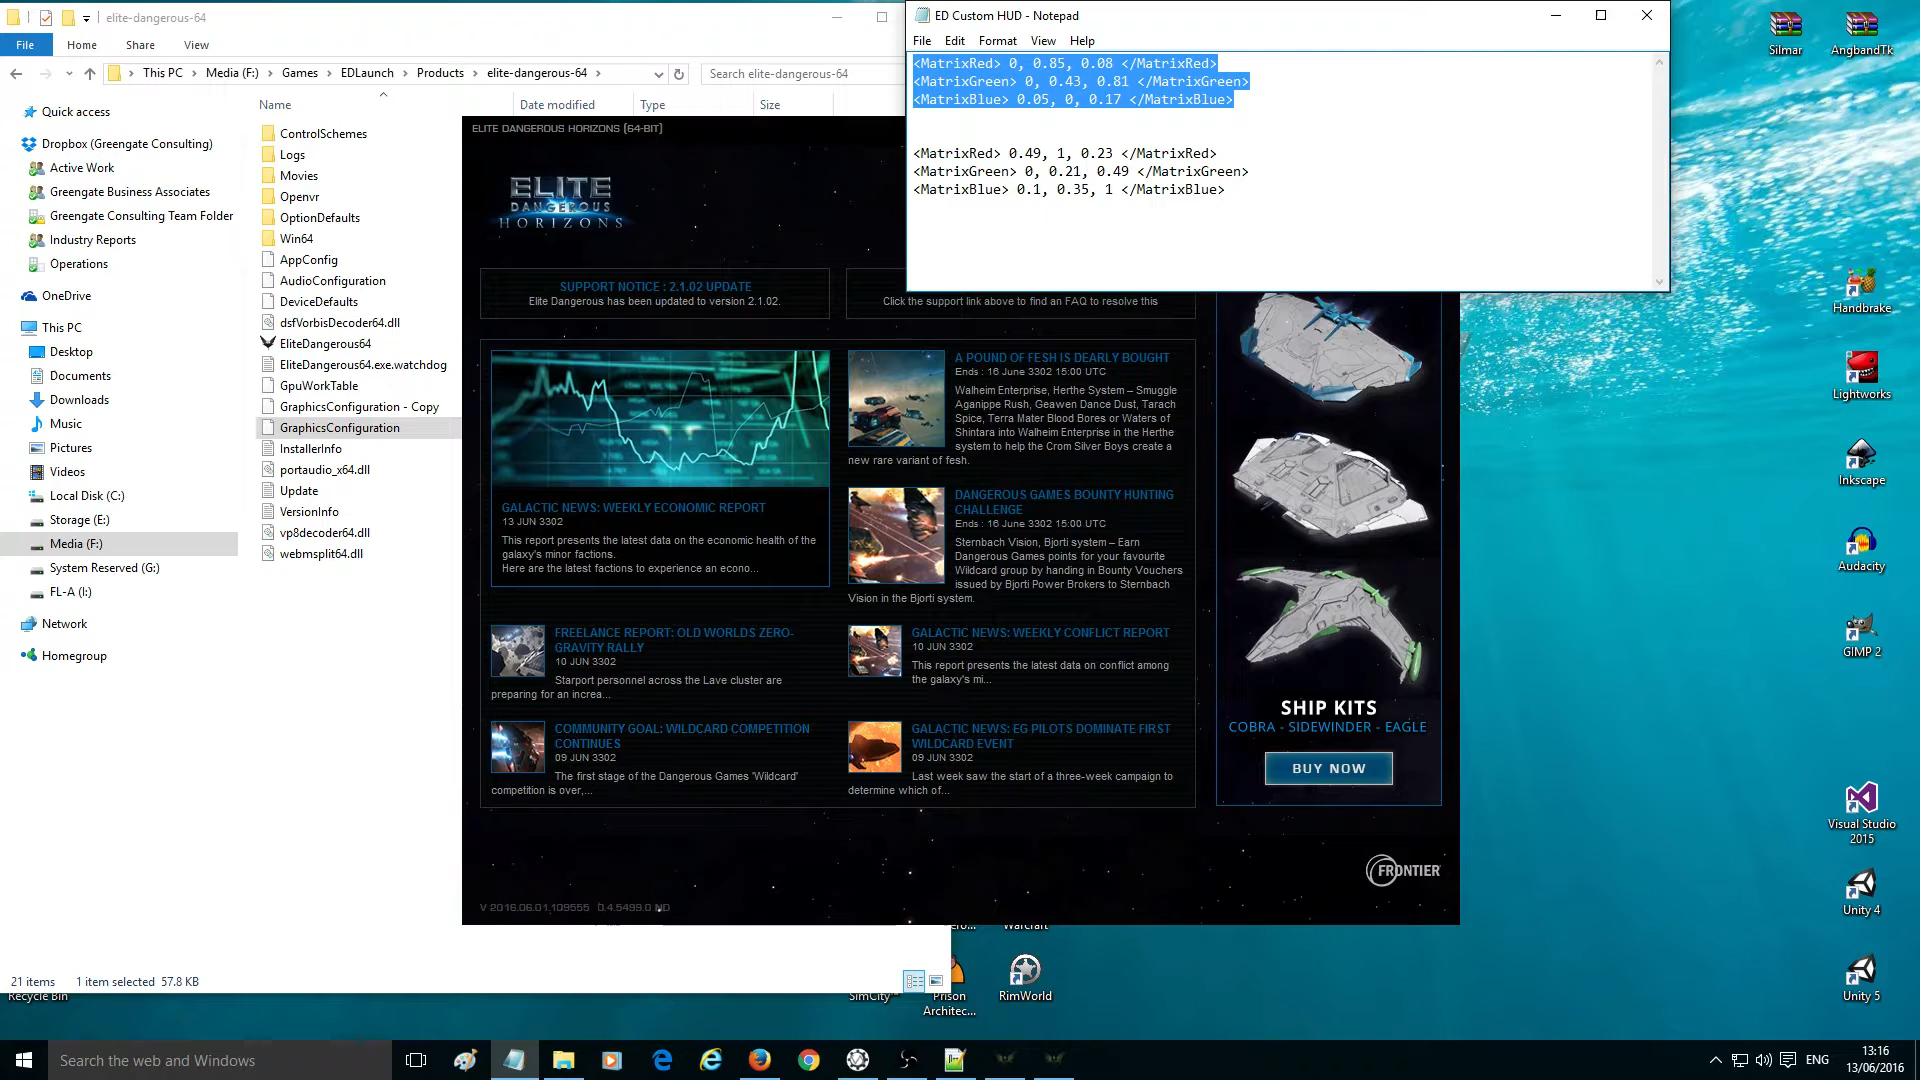 elite-dangerous-64
File
Home
Share
View
This PC
Media (F:)
Games
EDLaunch
Products
elite-dangerous-64
Search elite-dangerous-64
Quick access
Dropbox (Greengate Consulting)
Active Work
Greengate Business Associates
Greengate Consulting Team Folder
Industry Reports
Operations
OneDrive
This PC
Desktop
Documents
Downloads
Music
Pictures
Videos
Local Disk (C:)
Storage (E:)
Media (F:)
System Reserved (G:)
FL-A (I:)
Network
Homegroup
Name
Date modified
Type
Size
ControlSchemes
Logs
Movies
Openvr
OptionDefaults
Win64
AppConfig
AudioConfiguration
DeviceDefaults
dsfVorbisDecoder64.dll
EliteDangerous64
EliteDangerous64.exe.watchdog
GpuWorkTable
GraphicsConfiguration - Copy
GraphicsConfiguration
InstallerInfo
portaudio_x64.dll
Update
VersionInfo
vp8decoder64.dll
webmsplit64.dll
21 items
1 item selected 57.8 KB
ED Custom HUD - Notepad
File
Edit
Format
View
Help
<MatrixRed> 0, 0.85, 0.08 </MatrixRed>
<MatrixGreen> 0, 0.43, 0.81 </MatrixGreen>
<MatrixBlue> 0.05, 0, 0.17 </MatrixBlue>
<MatrixRed> 0.49, 1, 0.23 </MatrixRed>
<MatrixGreen> 0, 0.21, 0.49 </MatrixGreen>
<MatrixBlue> 0.1, 0.35, 1 </MatrixBlue>
ELITE DANGEROUS HORIZONS (64-BIT)
ELITE
DANGEROUS
HORIZONS
SUPPORT NOTICE : 2.1.02 UPDATE
Elite Dangerous has been updated to version 2.1.02.
Click the support link above to find an FAQ to resolve this
GALACTIC NEWS: WEEKLY ECONOMIC REPORT
13 JUN 3302
This report presents the latest data on the economic health of the
galaxy's minor factions.
Here are the latest factions to experience an econo...
A POUND OF FESH IS DEARLY BOUGHT
Ends : 16 June 3302 15:00 UTC
Walheim Enterprise, Herthe System – Smuggle
Aganippe Rush, Geawen Dance Dust, Tarach
Spice, Terra Mater Blood Bores or Waters of
Shintara into Walheim Enterprise in the Herthe
system to help the Crom Silver Boys create a
new rare variant of fesh.
DANGEROUS GAMES BOUNTY HUNTING
CHALLENGE
Ends : 16 June 3302 15:00 UTC
Sternbach Vision, Bjorti system – Earn
Dangerous Games points for your favourite
Wildcard group by handing in Bounty Vouchers
issued by Bjorti Power Brokers to Sternbach
Vision in the Bjorti system.
FREELANCE REPORT: OLD WORLDS ZERO-
GRAVITY RALLY
10 JUN 3302
Starport personnel across the Lave cluster are
preparing for an increa...
GALACTIC NEWS: WEEKLY CONFLICT REPORT
10 JUN 3302
This report presents the latest data on conflict among
the galaxy's mi...
COMMUNITY GOAL: WILDCARD COMPETITION
CONTINUES
09 JUN 3302
The first stage of the Dangerous Games 'Wildcard'
competition is over,...
GALACTIC NEWS: EG PILOTS DOMINATE FIRST
WILDCARD EVENT
09 JUN 3302
Last week saw the start of a three-week campaign to
determine which of...
SHIP KITS
COBRA - SIDEWINDER - EAGLE
BUY NOW
FRONTIER
V 2016.06.01.109555 0.4.5499.0 ND
Silmar
AngbandTk
Handbrake
Lightworks
Inkscape
Audacity
GIMP 2
Visual Studio
2015
Unity 4
Unity 5
Recycle Bin
SimCity™
Prison
Architec...
RimWorld
Warcraft
Search the web and Windows
ENG
13:16
13/06/2016